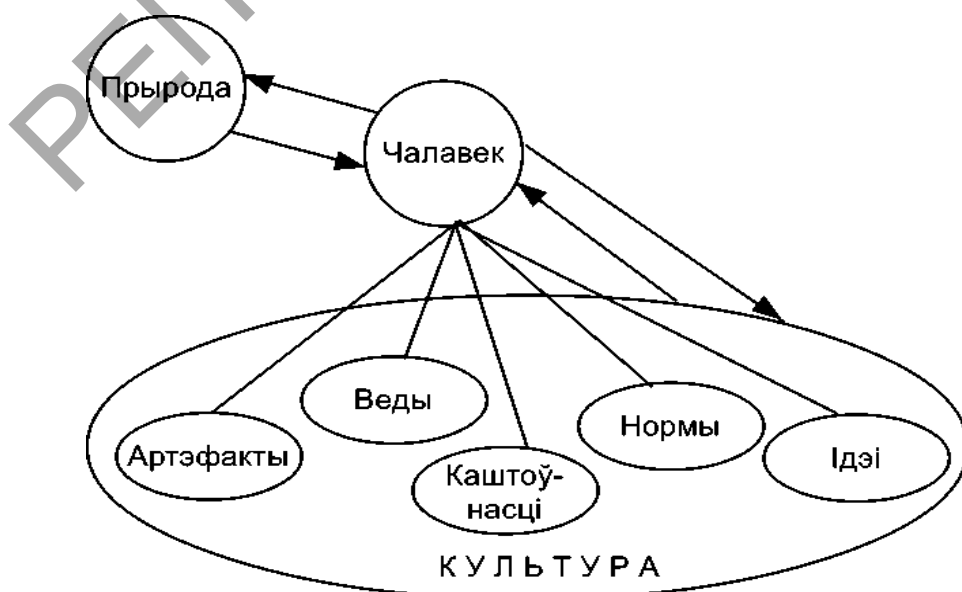 Прырода
Чалавек
Веды
Артэфакты
Каштоў-
насці
Нормы
Ідэі
КУЛЬТУРА